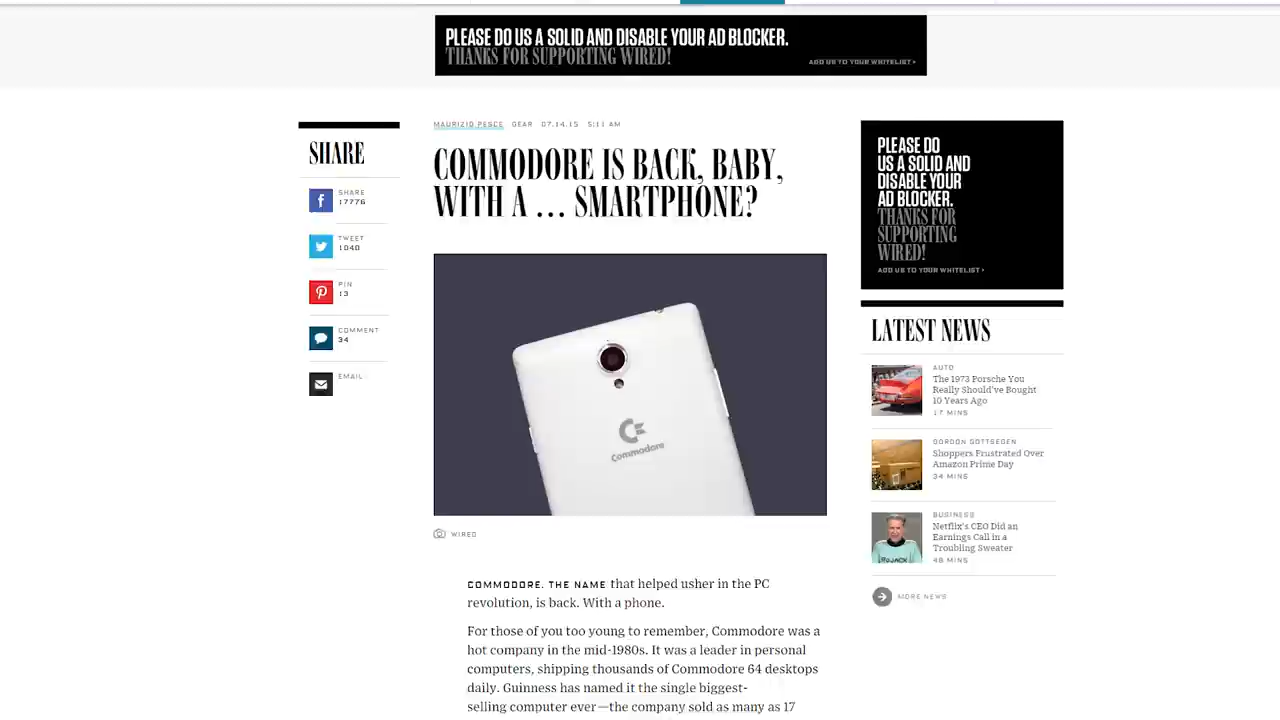 PLEASE DO US A SOLID AND DISABLE YOUR AD BLOCKER.
THANKS FOR SUPPORTING WIRED!
ADD US TO YOUR WHITELIST >
SHARE
SHARE
17776
TWEET
1040
PIN
13
COMMENT
34
EMAIL
MAURIZIO PESCE GEAR 07.14.15 5:11 AM
COMMODORE IS BACK, BABY,
WITH A ... SMARTPHONE?
Commodore
WIRED
COMMODORE. THE NAME that helped usher in the PC
revolution, is back. With a phone.
For those of you too young to remember, Commodore was a
hot company in the mid-1980s. It was a leader in personal
computers, shipping thousands of Commodore 64 desktops
daily. Guinness has named it the single biggest-
selling computer ever—the company sold as many as 17
PLEASE DO
US A SOLID AND
DISABLE YOUR
AD BLOCKER.
THANKS FOR
SUPPORTING
WIRED!
ADD US TO YOUR WHITELIST >
LATEST NEWS
AUTO
The 1973 Porsche You
Really Should've Bought
10 Years Ago
17 MINS
GORDON GOTTSEGEN
Shoppers Frustrated Over
Amazon Prime Day
34 MINS
BUSINESS
Netflix's CEO Did an
Earnings Call in a
Troubling Sweater
48 MINS
BOJACK
MORE NEWS